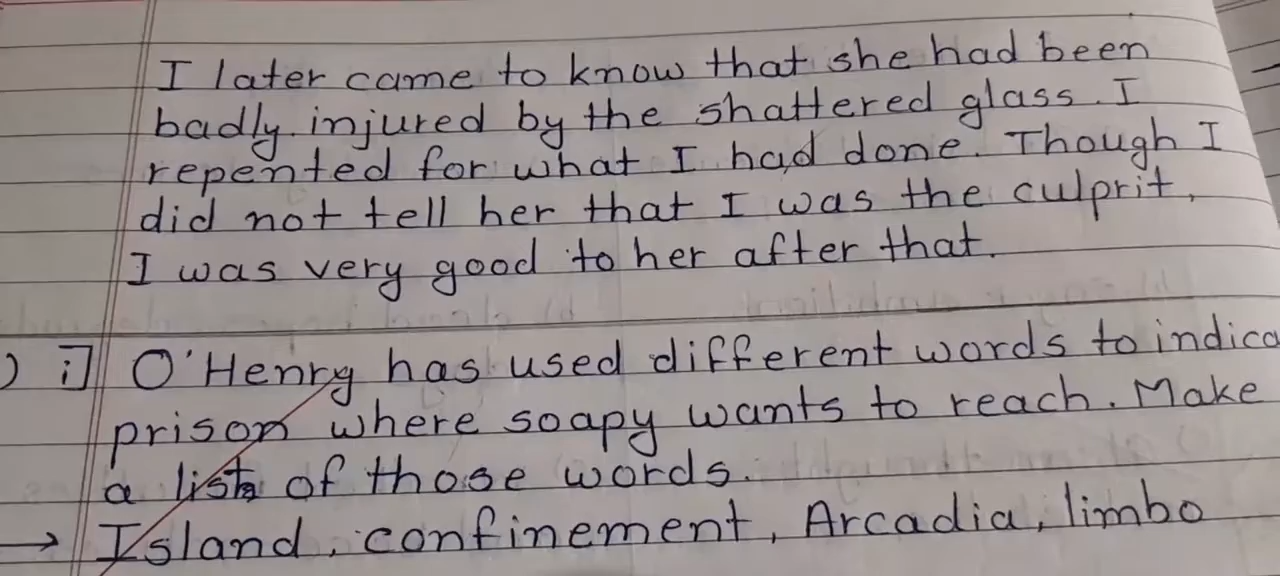 I later came to know that she had been
badly injured by the shattered glass. I
repented for what I had done. Though I
did not tell her that I was the culprit,
I was very good to her after that.
) i] O'Henry has used different words to indica
prison where soapy wants to reach. Make
a list of those words.
→ Island, confinement, Arcadia, limbo